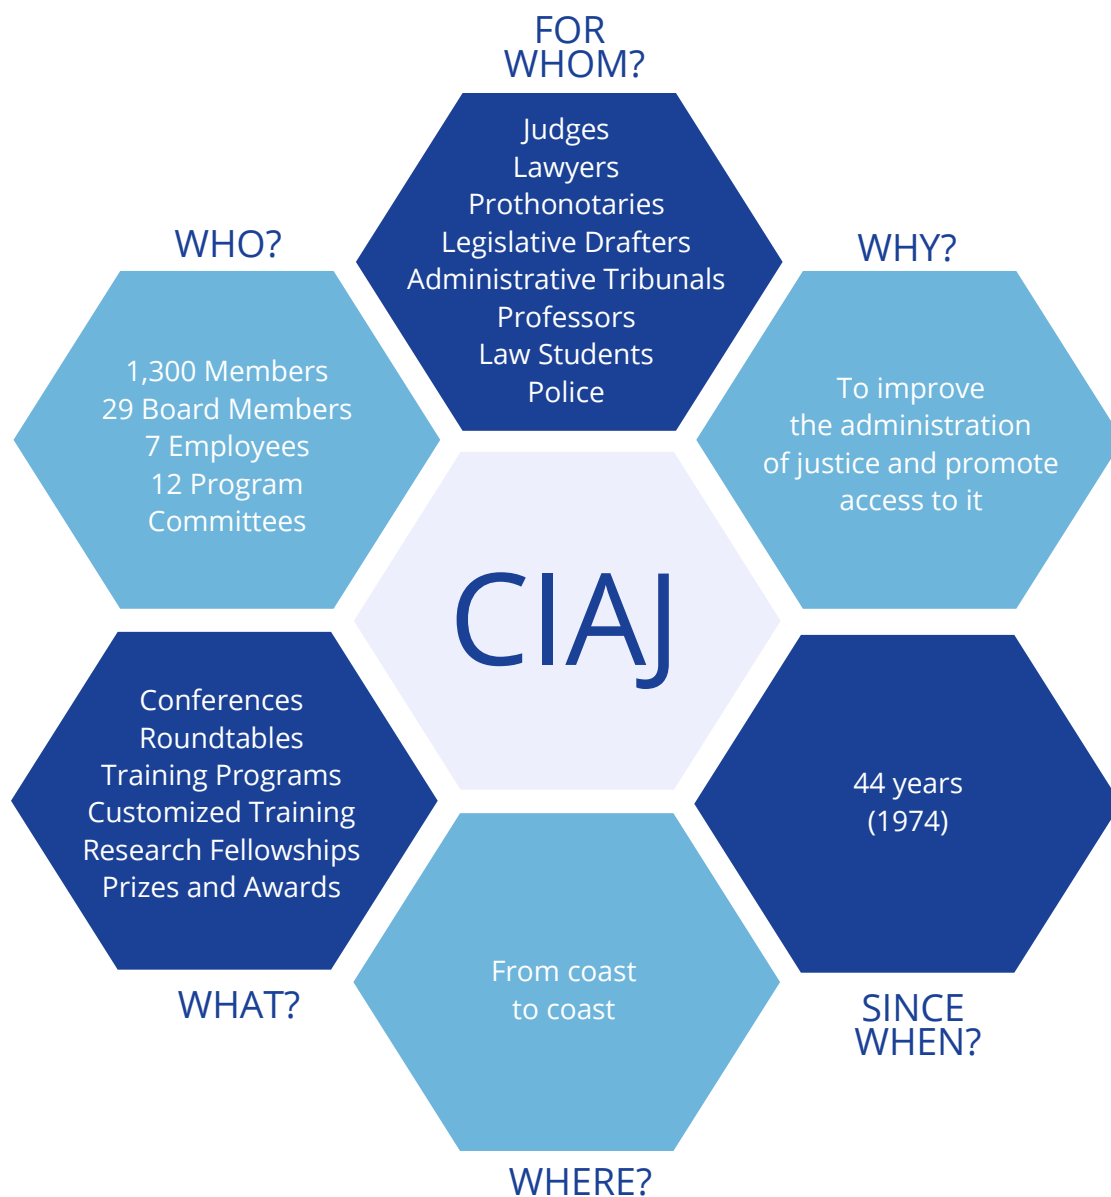 FOR
WHOM?
Judges
Lawyers
Prothonotaries
Legislative Drafters
Administrative Tribunals
Professors
Law Students
Police
WHO?
1,300 Members
29 Board Members
7 Employees
12 Program
Committees
WHY?
To improve
the administration
of justice and promote
access to it
CIAJ
Conferences
Roundtables
Training Programs
Customized Training
Research Fellowships
Prizes and Awards
WHAT?
44 years
(1974)
SINCE
WHEN?
From coast
to coast
WHERE?